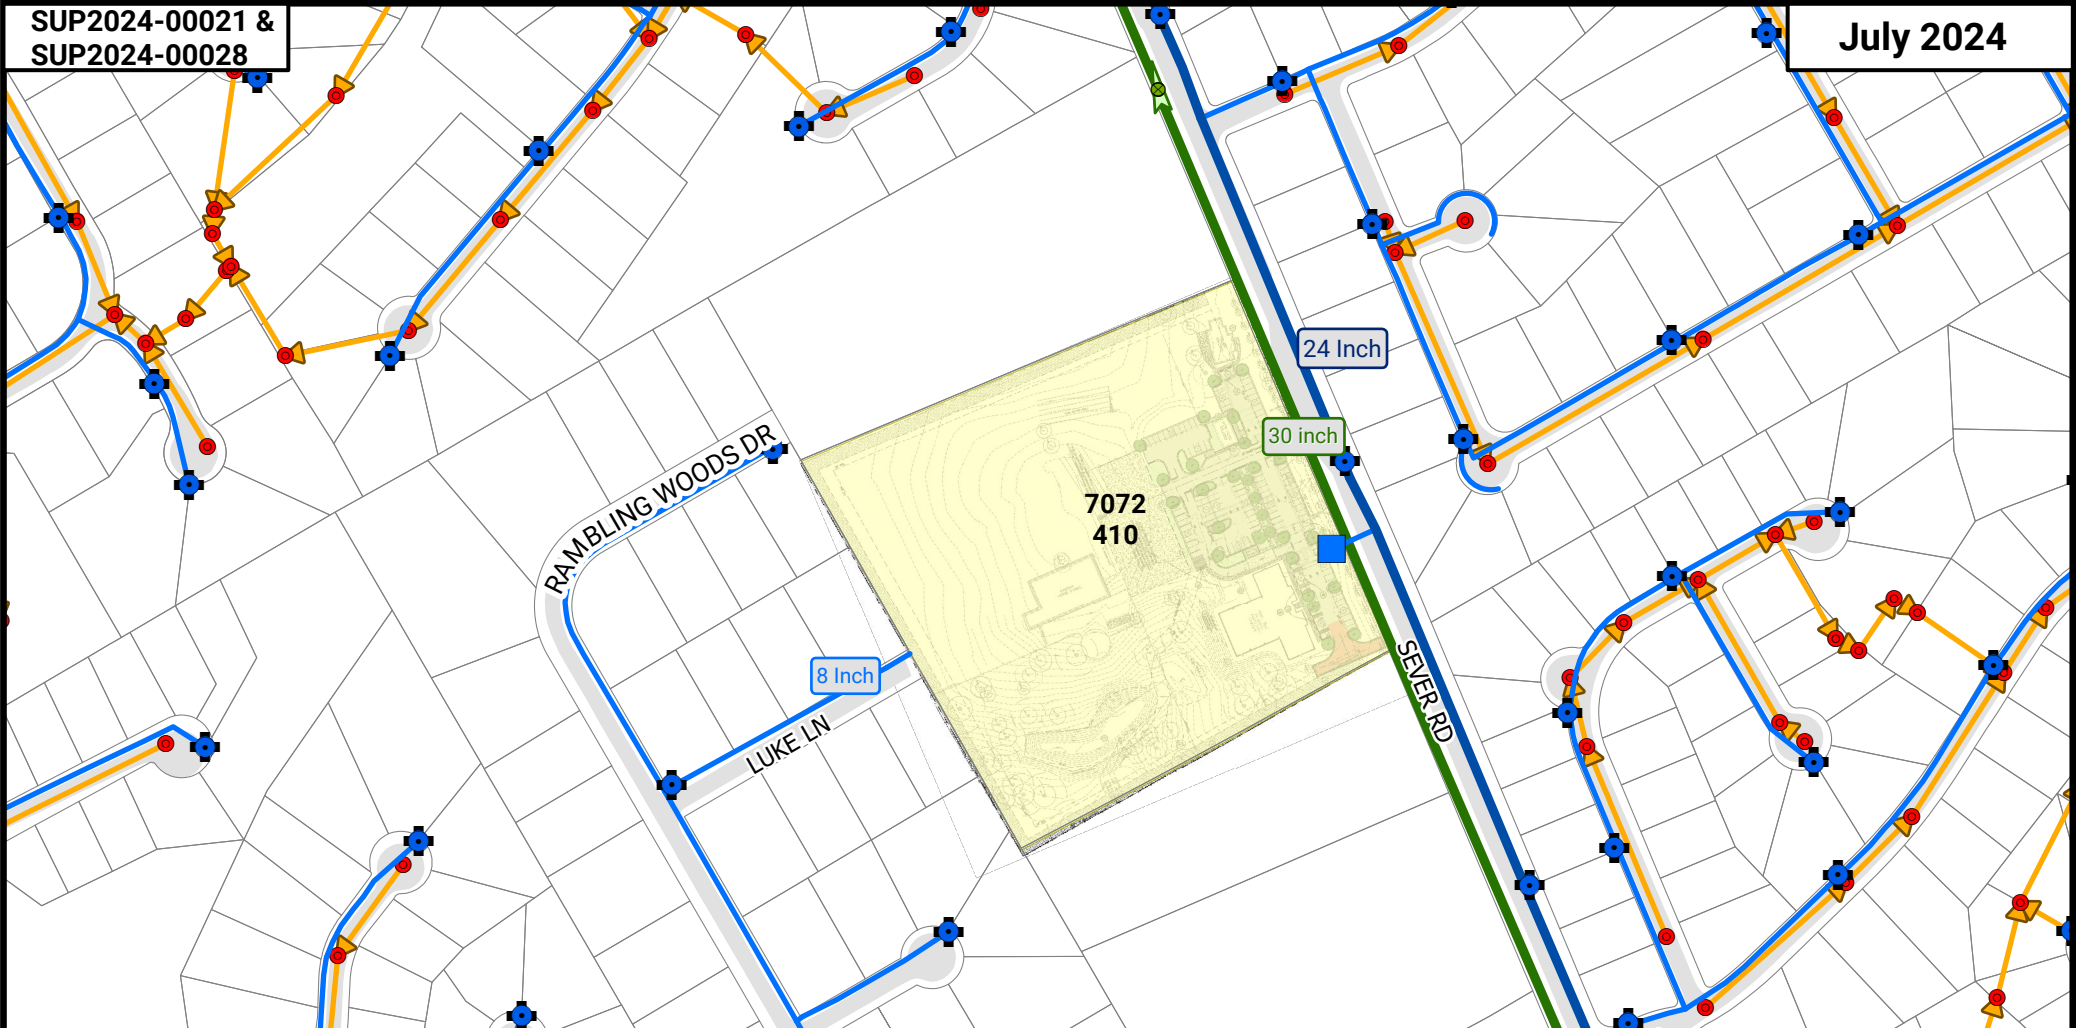 SUP2024-00021 &
SUP2024-00028
July 2024
24 Inch
30 inch
RAMBLING WOODS DR
7072
410
8 Inch
LUKE LN
SEVER RD